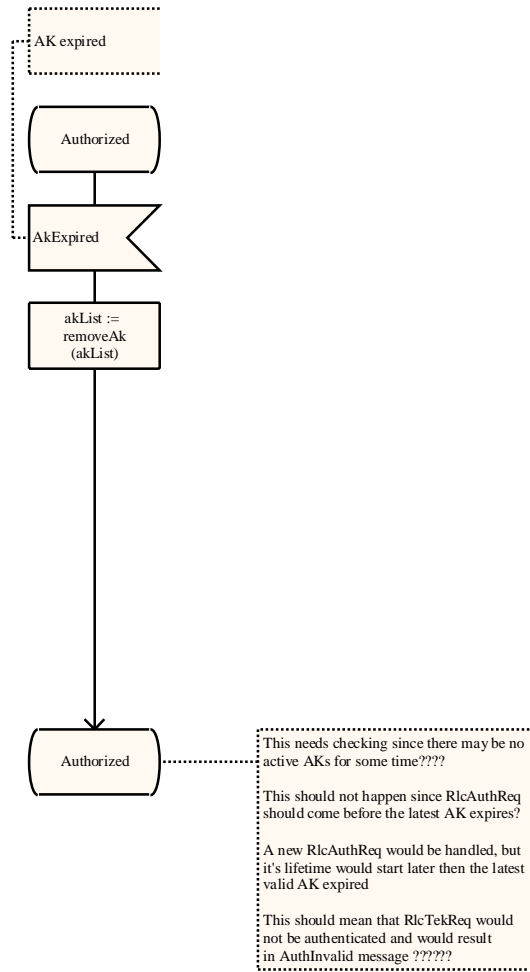 AK expired
Authorized
AkExpired
akList :=
removeAk
(akList)
Authorized
This needs checking since there may be no
active AKs for some time????
This should not happen since RlcAuthReq
should come before the latest AK expires?
A new RlcAuthReq would be handled, but
it's lifetime would start later then the latest
valid AK expired
This should mean that RlcTekReq would
not be authenticated and would result
in AuthInvalid message ??????